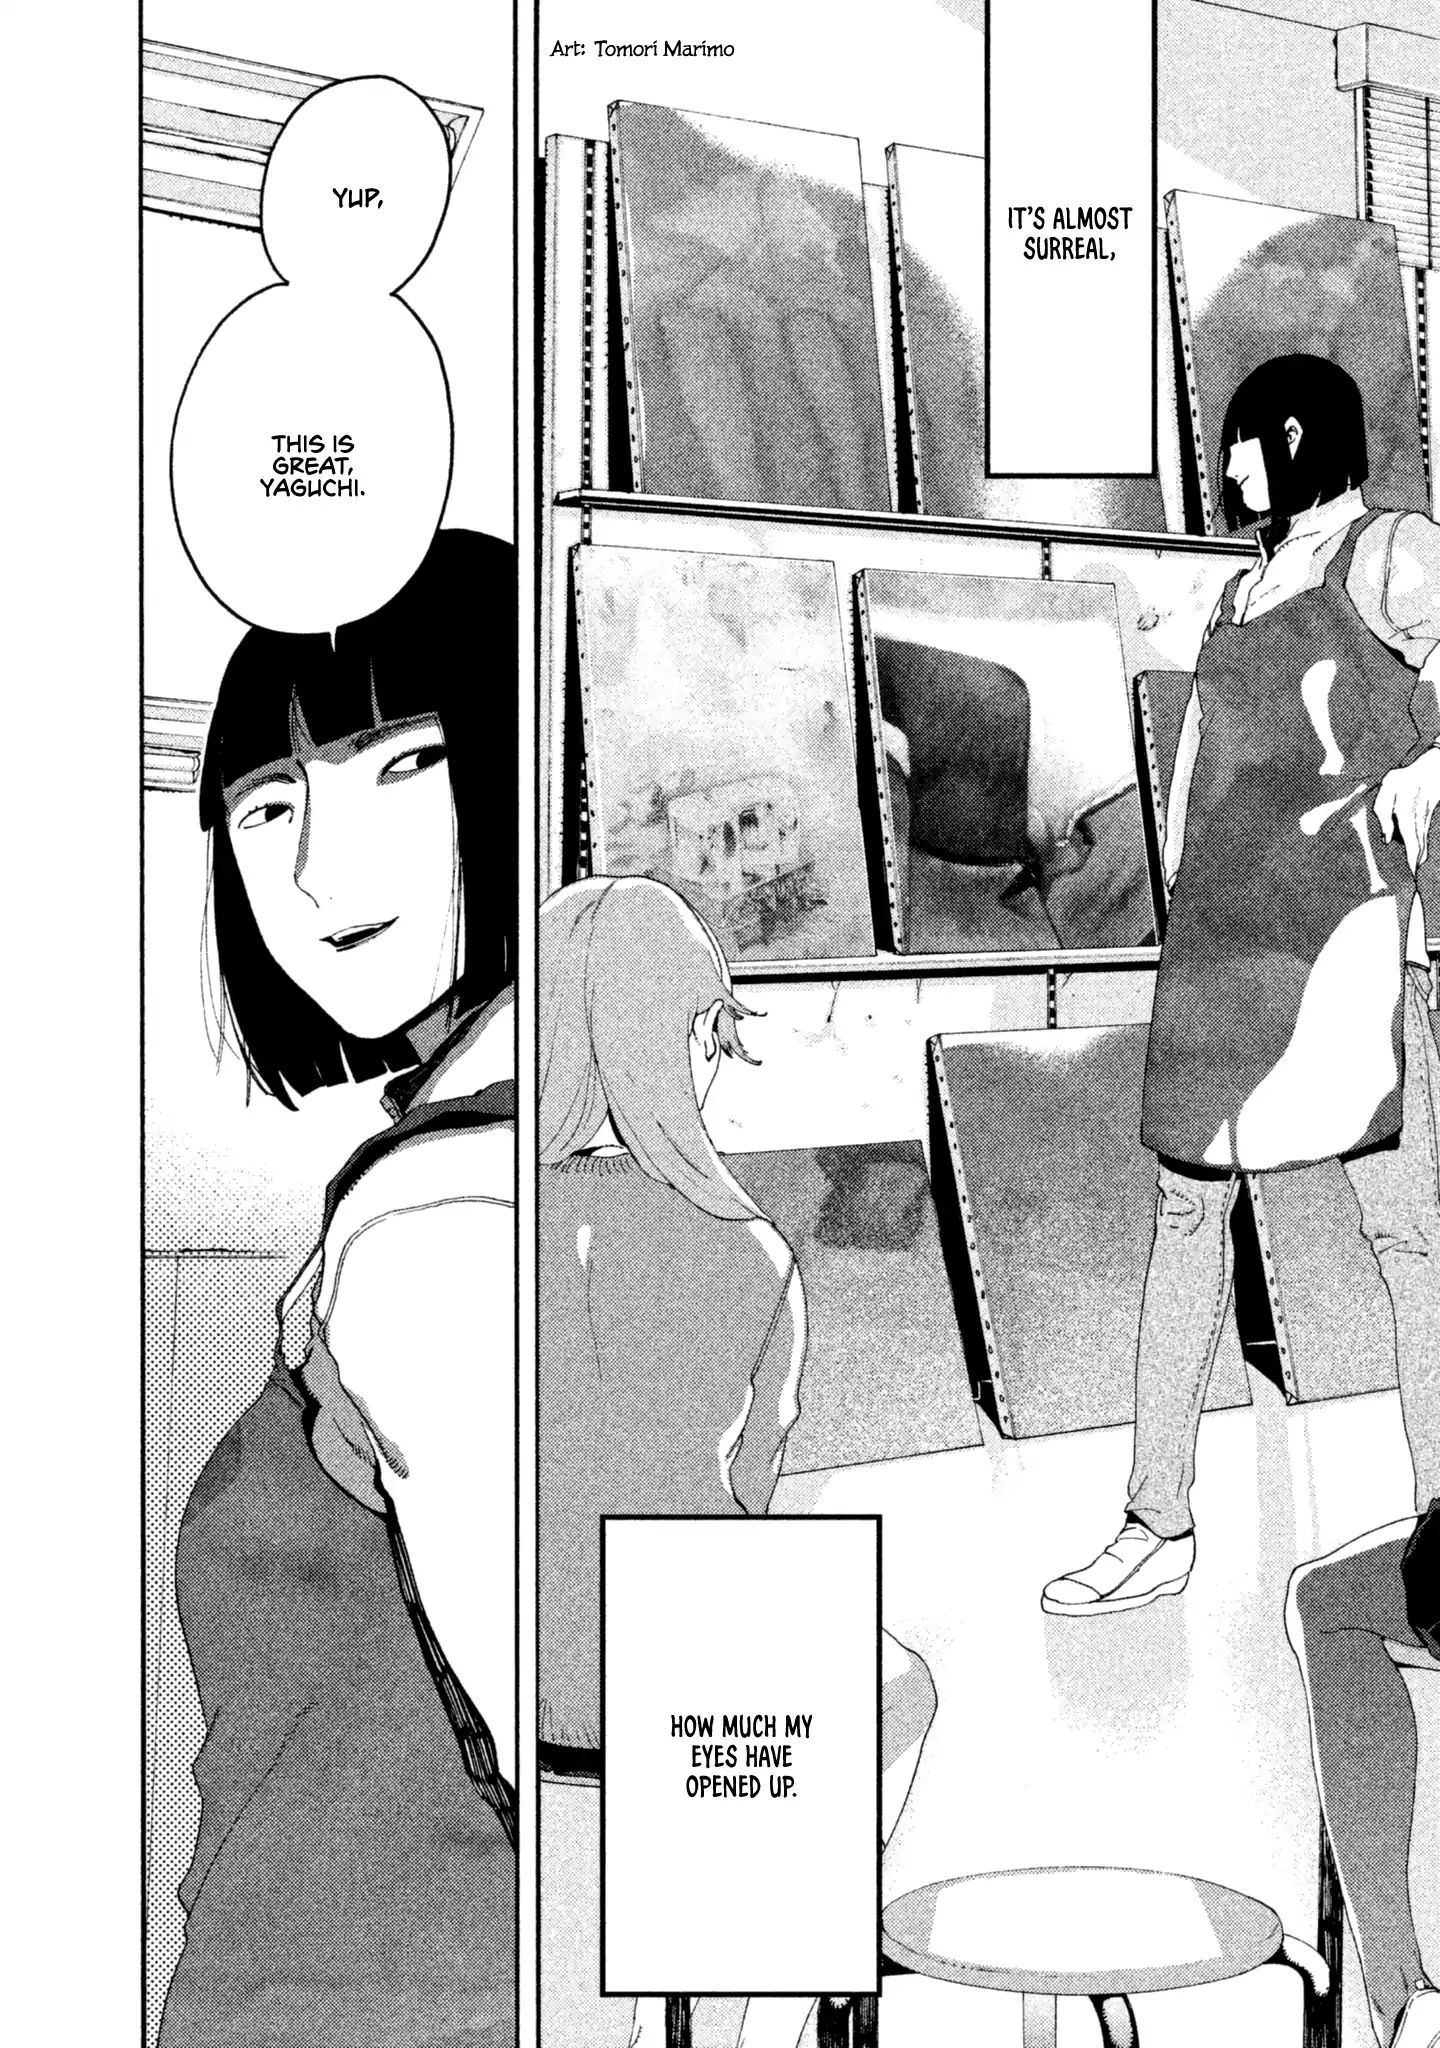 Art: Tomori Marimo
IT'S ALMOST
SURREAL,
HOW MUCH MY
EYES HAVE
OPENED UP.
YUP,
THIS IS
GREAT,
YAGUCHI.